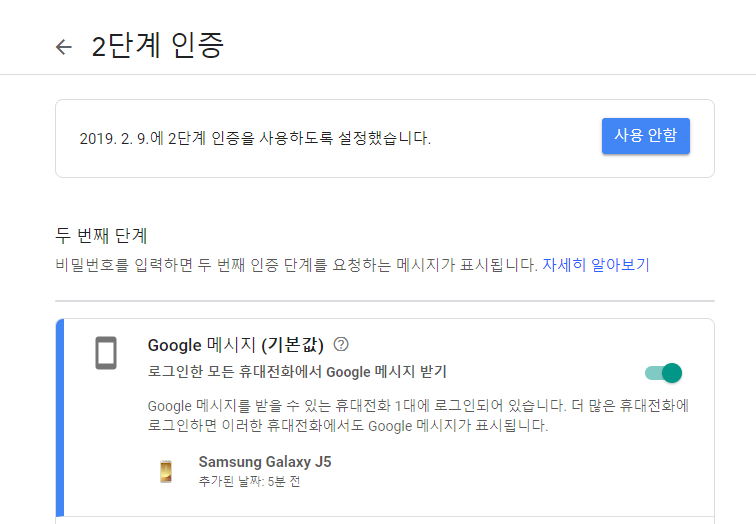 2단계 인증
2019. 2. 9.에 2단계 인증을 사용하도록 설정했습니다.
사용 안함
두 번째 단계
비밀번호를 입력하면 두 번째 인증 단계를 요청하는 메시지가 표시됩니다. 자세히 알아보기
Google 메시지 (기본값)
로그인한 모든 휴대전화에서 Google 메시지 받기
Google 메시지를 받을 수 있는 휴대전화 1대에 로그인되어 있습니다. 더 많은 휴대전화에
로그인하면 이러한 휴대전화에서도 Google 메시지가 표시됩니다.
Samsung Galaxy J5
추가된 날짜: 5분 전